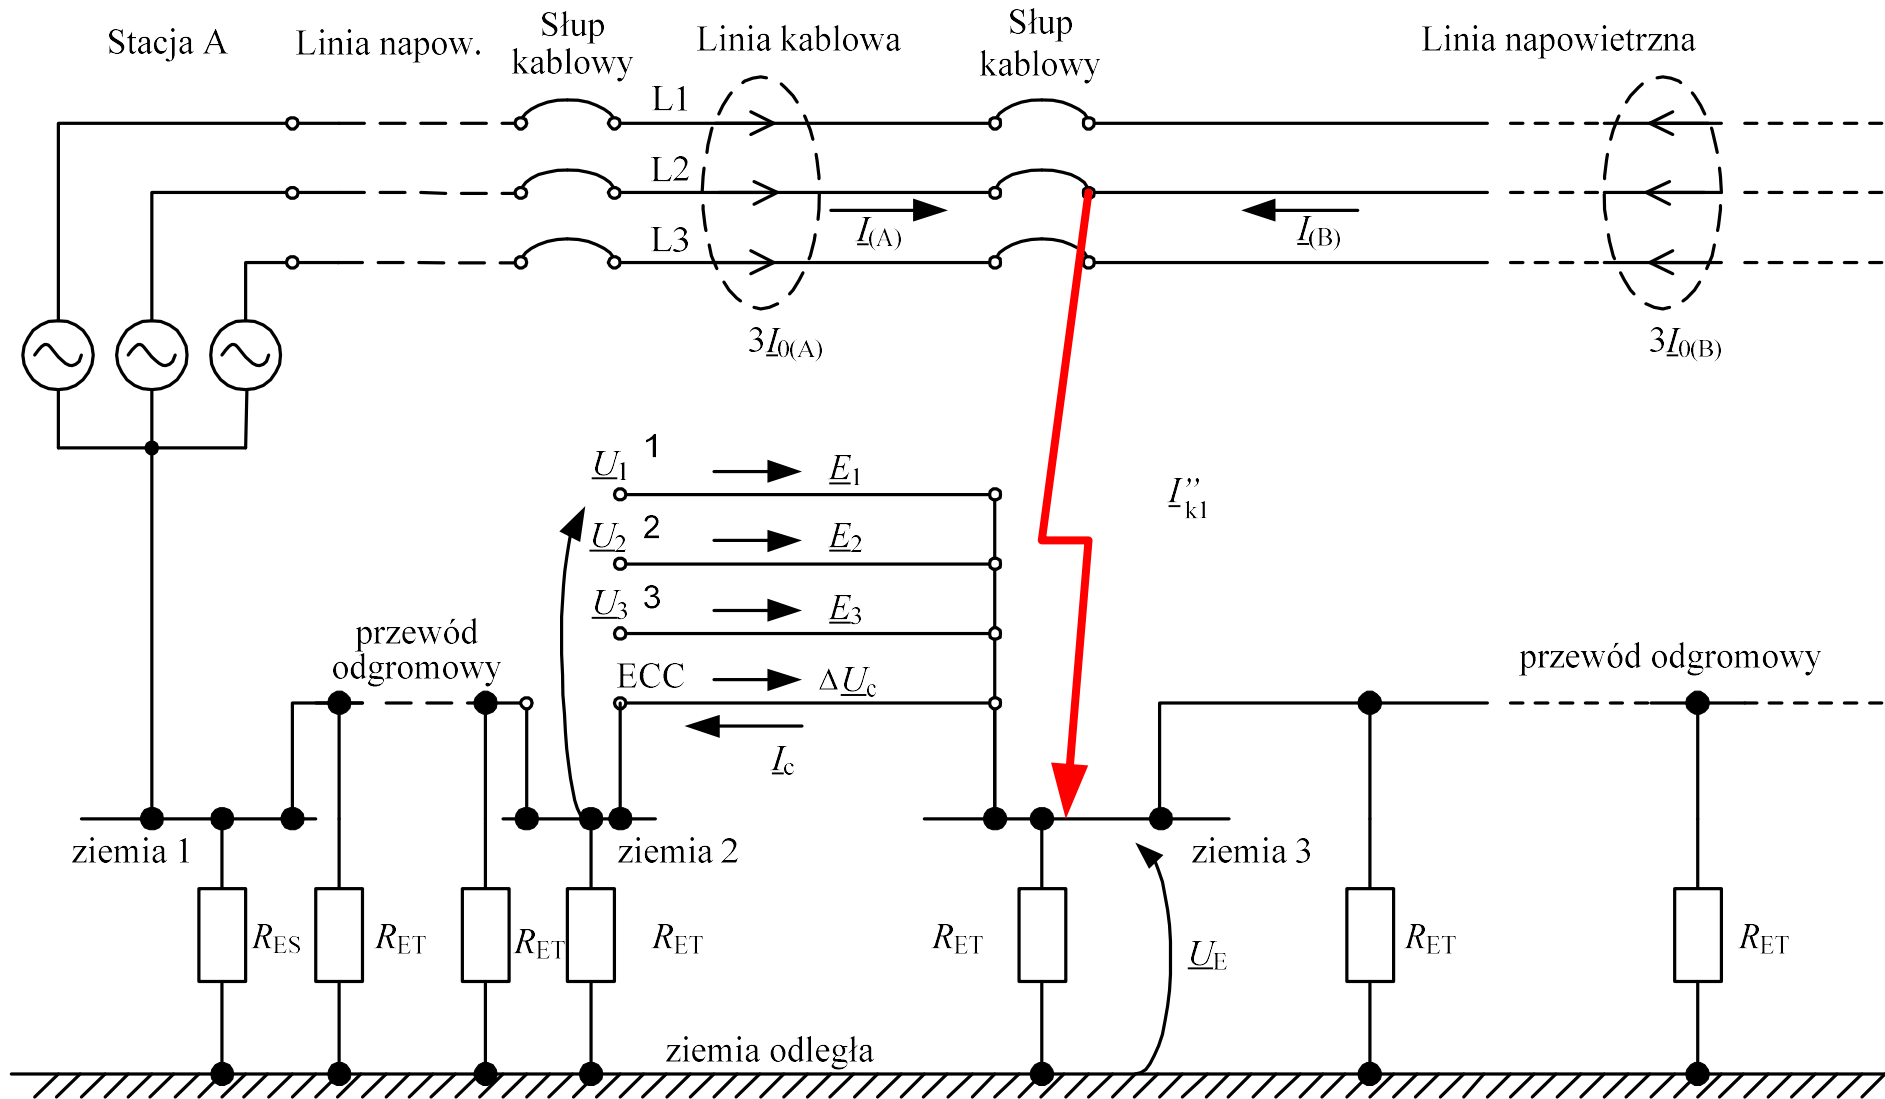 Stacja A
Linia napow.
Słup
kablowy
Linia kablowa
Słup
kablowy
Linia napowietrzna
L1
L2
L3
I(A)
I(B)
3I0(A)
3I0(B)
U1 1
E1
U2 2
E2
U3 3
E3
I"k1
ECC
ΔUc
Ic
przewód
odgromowy
przewód odgromowy
ziemia 1
ziemia 2
ziemia 3
RES
RET
RET
RET
RET
UE
RET
RET
ziemia odległa